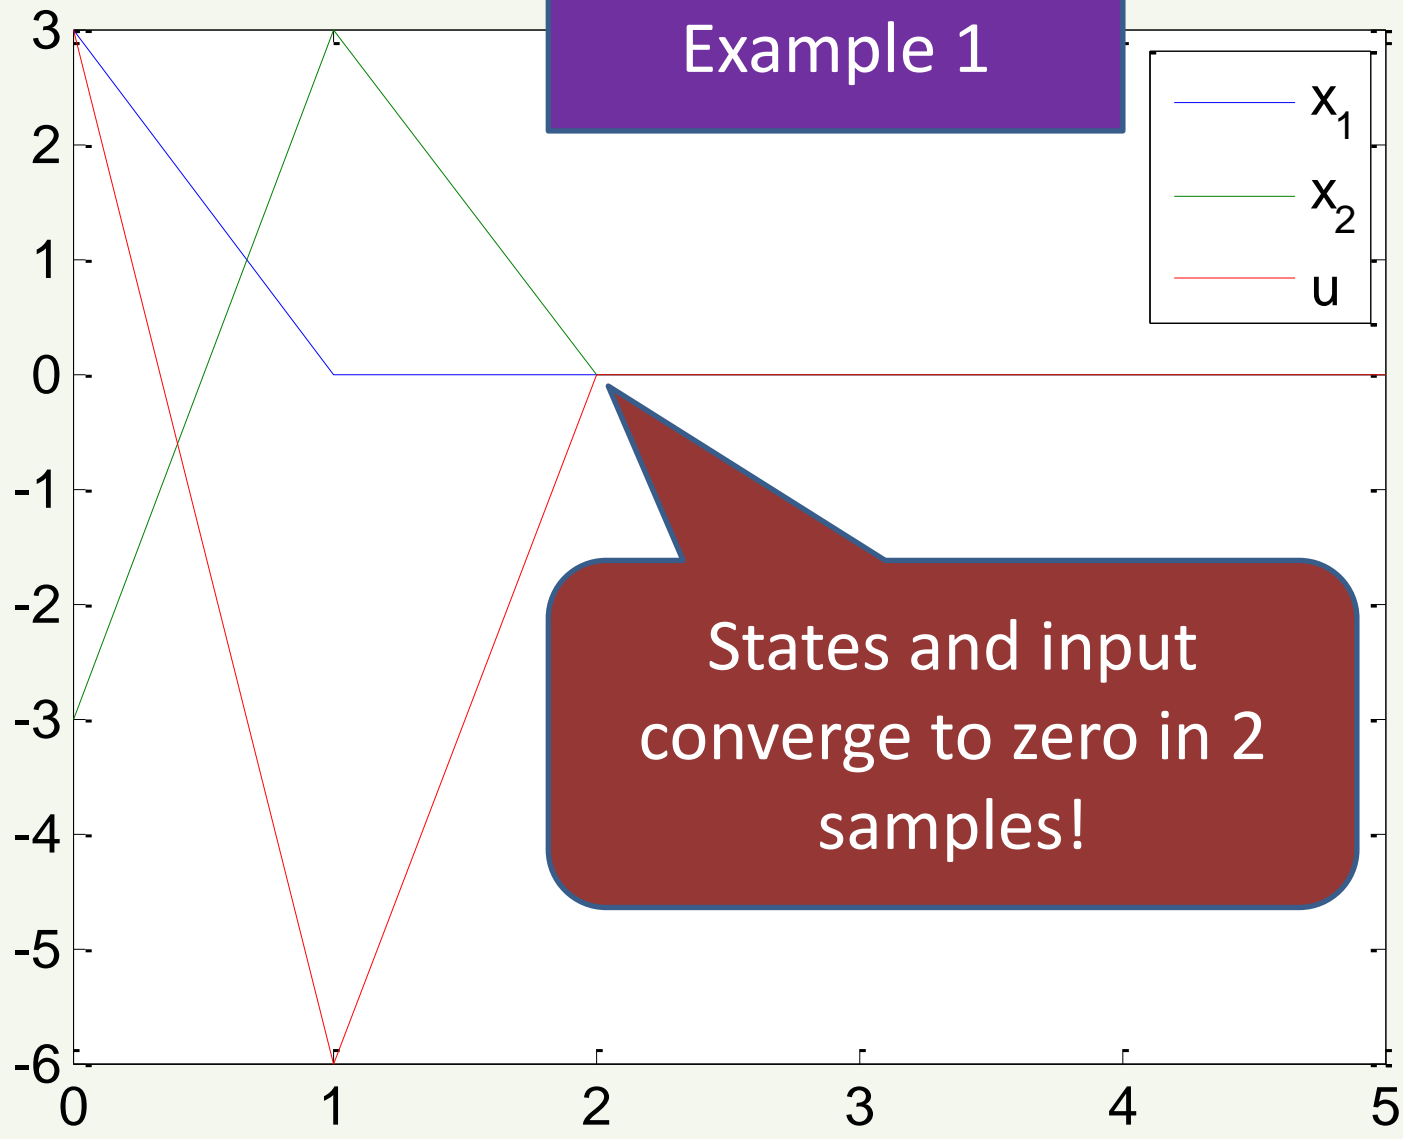 Example 1
3
2
1
0
-1
-2
-3
-4
-5
-6
x1
x2
u
States and input
converge to zero in 2
samples!
0 1 2 3 4 5